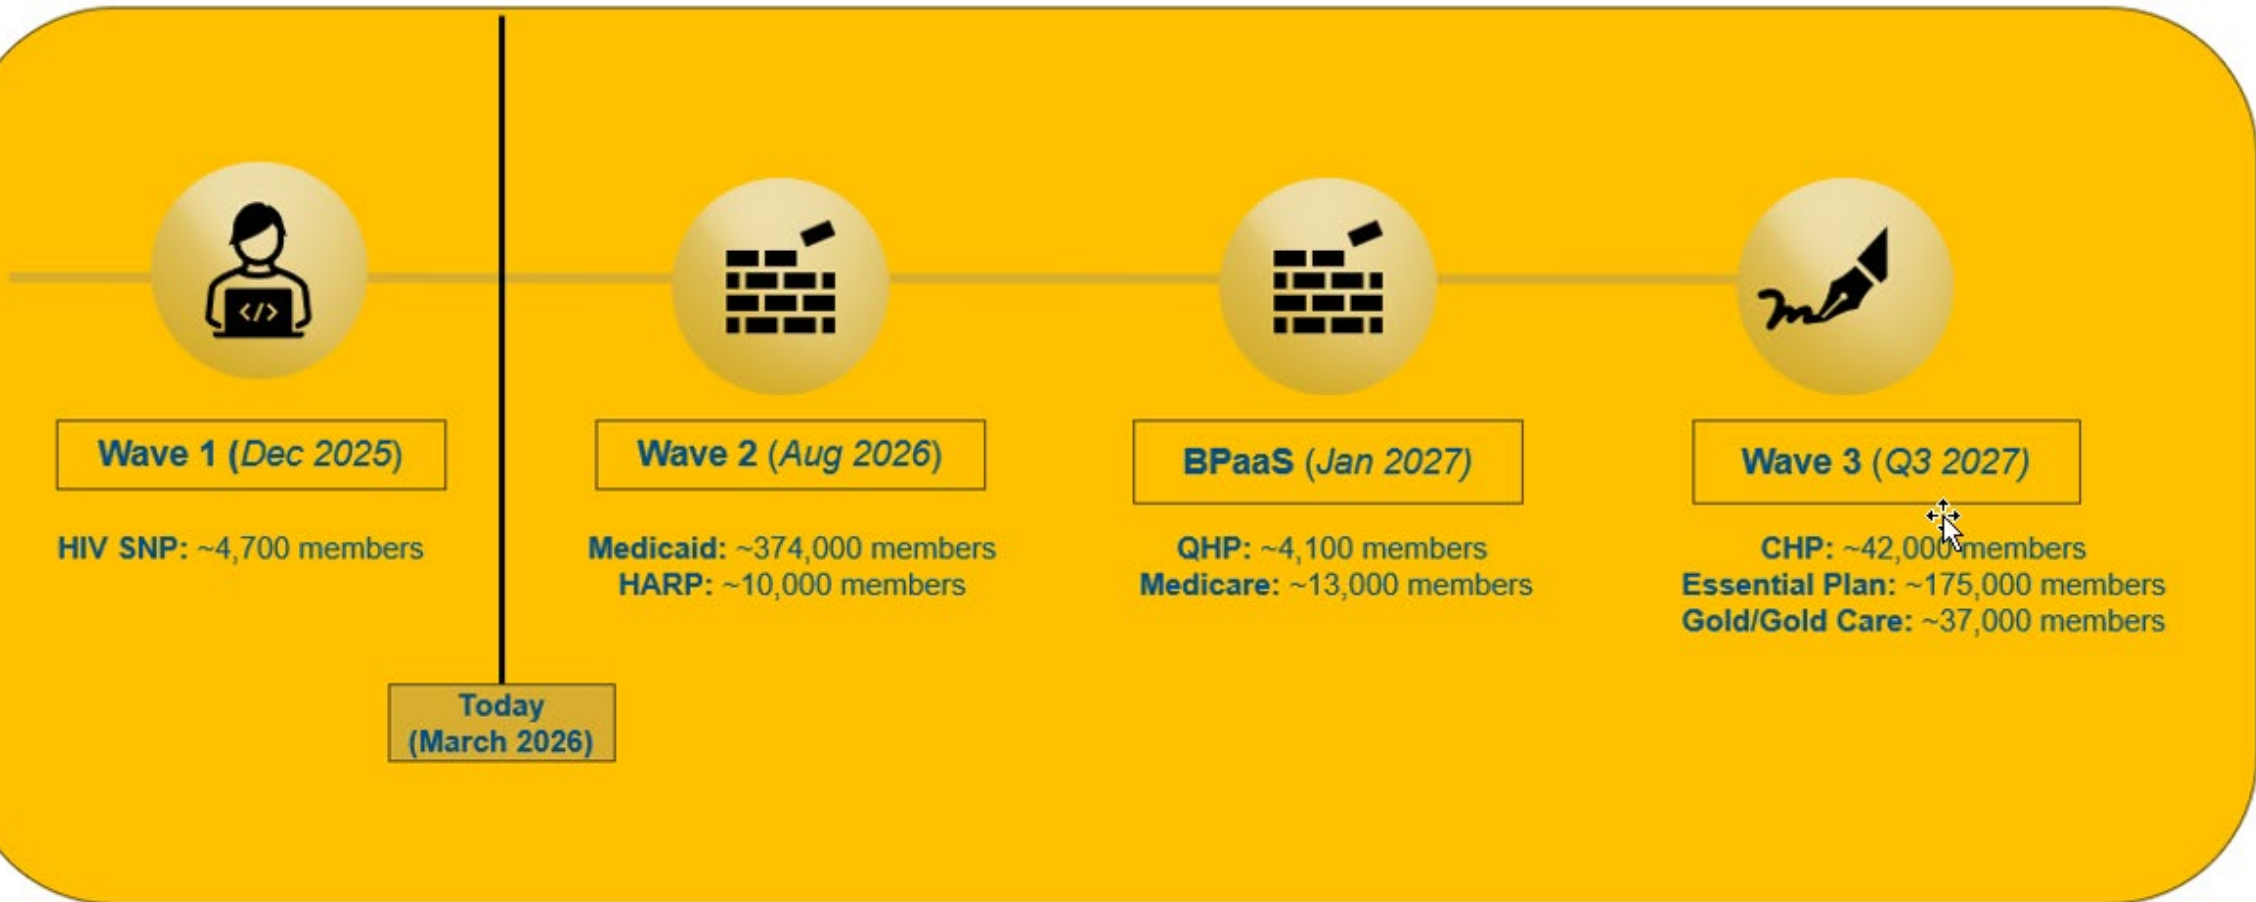 </>
Wave 1 (Dec 2025)
Wave 2 (Aug 2026)
BPaaS (Jan 2027)
Wave 3 (Q3 2027)
HIV SNP: ~4,700 members
Medicaid: ~374,000 members
HARP: ~10,000 members
QHP: ~4,100 members
Medicare: ~13,000 members
CHP: ~42,000 members
Essential Plan: ~175,000 members
Gold/Gold Care: ~37,000 members
Today
(March 2026)